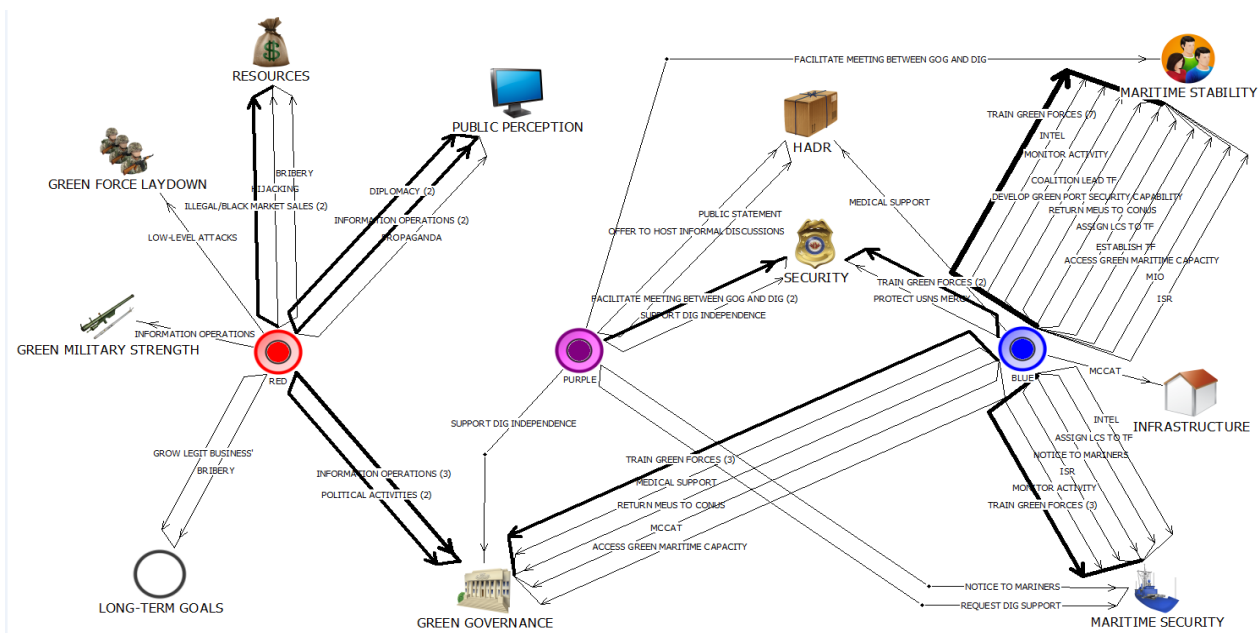 RESOURCES
FACILITATE MEETING BETWEEN GOG AND DIG
MARITIME STABILITY
PUBLIC PERCEPTION
TRAIN GREEN FORCES (7)
INTEL
HADR
MONITOR ACTIVITY
BRIBERY
GREEN FORCE LAYDOWN
HIJACKING
DIPLOMACY (2)
COALITION LEAD TF
DEVELOP GREEN PORT SECURITY CAPABILITY
ILLEGAL/BLACK MARKET SALES (2)
MEDICAL SUPPORT
RETURN MEUS TO CONUS
PUBLIC STATEMENT
INFORMATION OPERATIONS (2)
ASSIGN LCS TO TF
OFFER TO HOST INFORMAL DISCUSSIONS
LOW-LEVEL ATTACKS
PROPAGANDA
ESTABLISH TF
ACCESS GREEN MARITIME CAPACITY
MIO
SECURITY
TRAIN GREEN FORCES (2)
FACILITATE MEETING BETWEEN GOG AND DIG (2)
PROTECT USNS MERCY
ISR
SUPPORT DIG INDEPENDENCE
INFORMATION OPERATIONS
GREEN MILITARY STRENGTH
RED
PURPLE
BLUE
MCCAT
INTEL
SUPPORT DIG INDEPENDENCE
INFRASTRUCTURE
ASSIGN LCS TO TF
GROW LEGIT BUSINESS'
NOTICE TO MARINERS
TRAIN GREEN FORCES (3)
BRIBERY
INFORMATION OPERATIONS (3)
ISR
MEDICAL SUPPORT
MONITOR ACTIVITY
POLITICAL ACTIVITIES (2)
RETURN MEUS TO CONUS
TRAIN GREEN FORCES (3)
MCCAT
ACCESS GREEN MARITIME CAPACITY
NOTICE TO MARINERS
LONG-TERM GOALS
REQUEST DIG SUPPORT
GREEN GOVERNANCE
MARITIME SECURITY